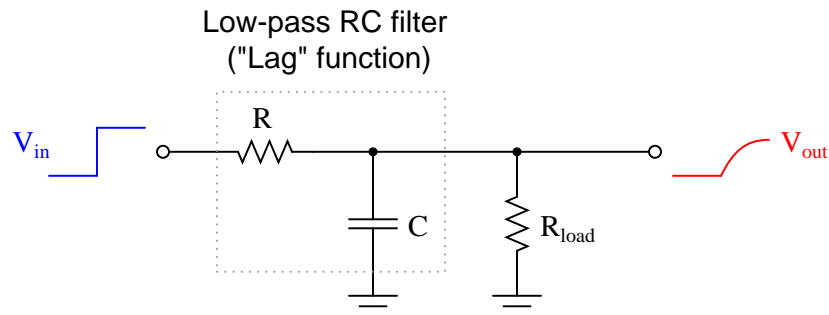 Low-pass RC filter
("Lag" function)
V_in
R
C
R_load
V_out